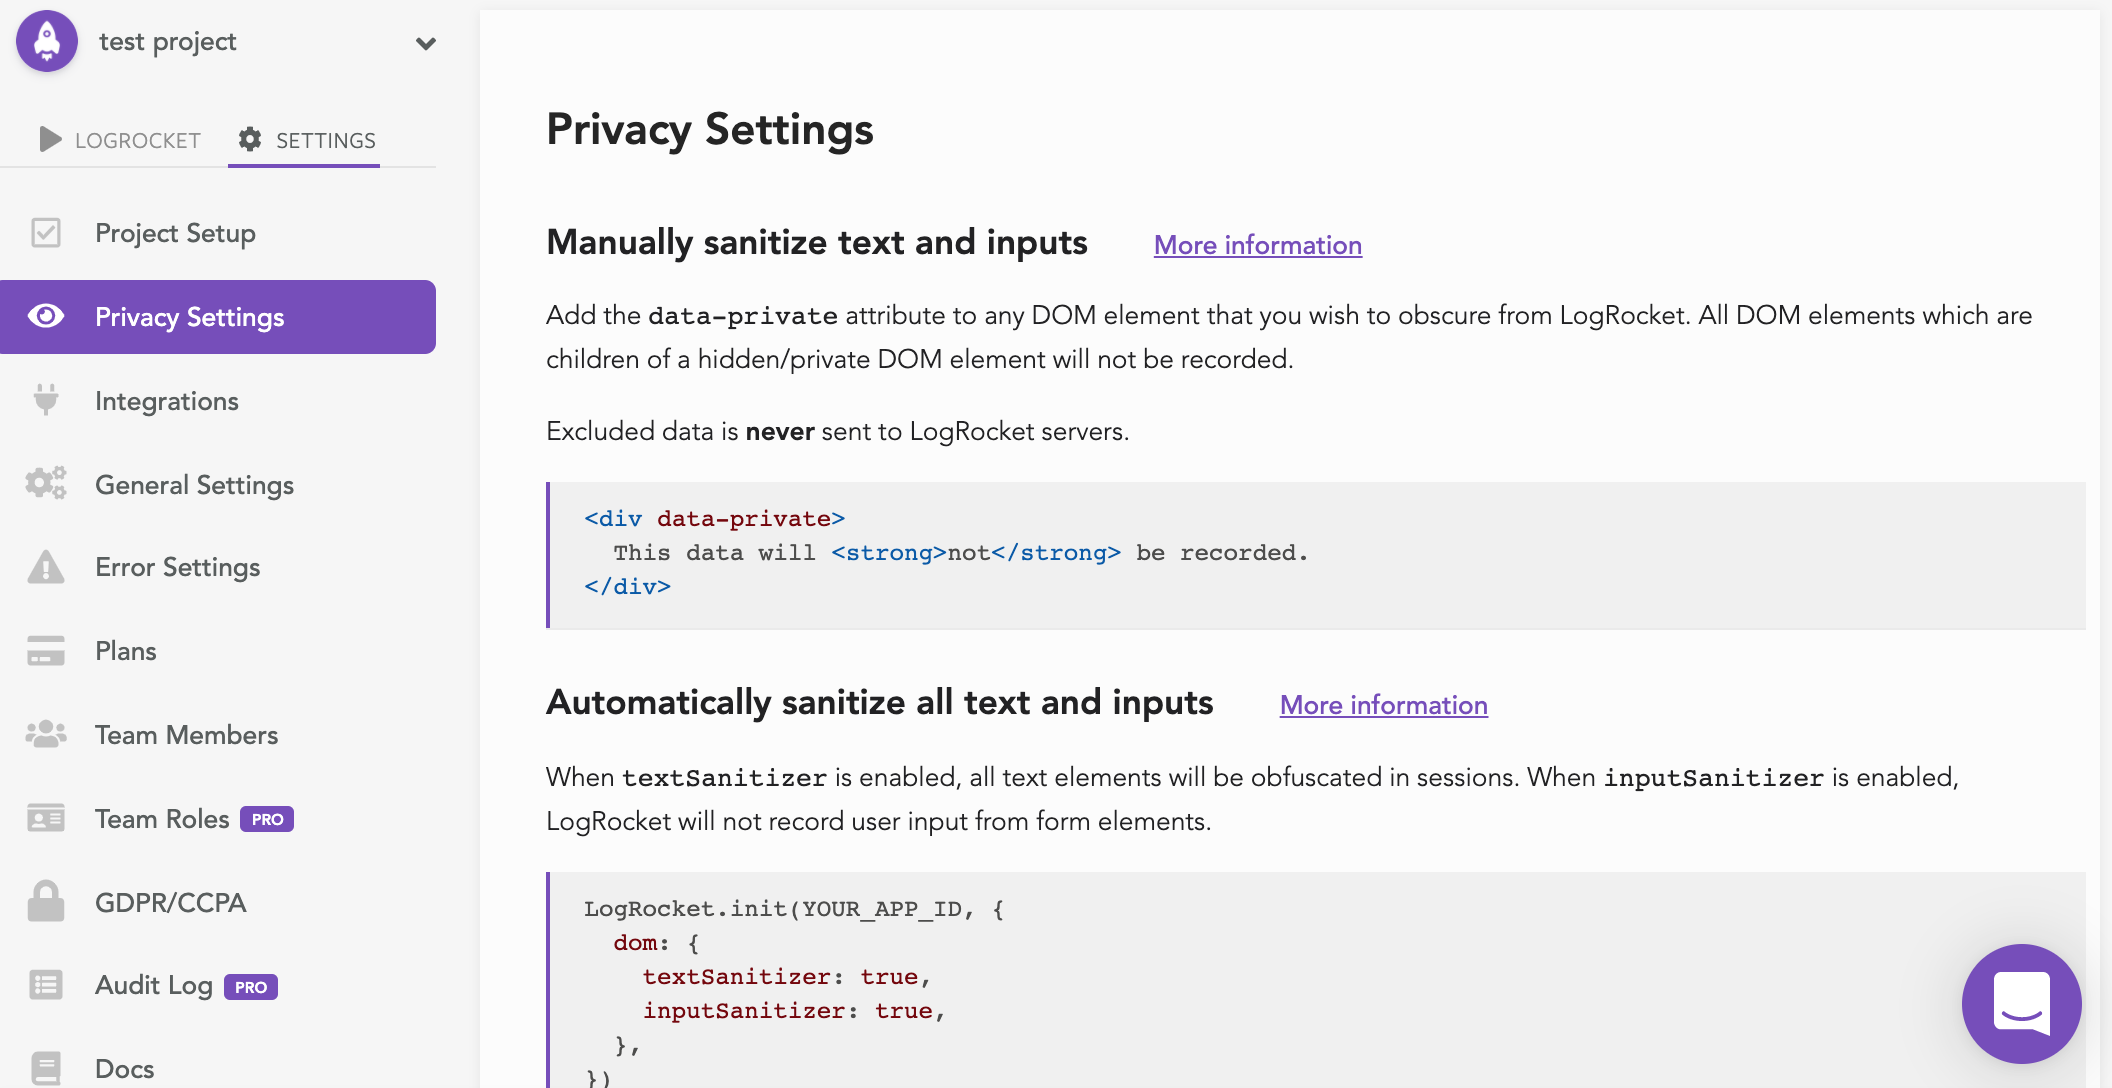 test project
LOGROCKET SETTINGS
Project Setup
Privacy Settings
Integrations
General Settings
Error Settings
Plans
Team Members
Team Roles PRO
GDPR/CCPA
Audit Log PRO
Docs
Privacy Settings
Manually sanitize text and inputs More information
Add the data-private attribute to any DOM element that you wish to obscure from LogRocket. All DOM elements which are
children of a hidden/private DOM element will not be recorded.
Excluded data is never sent to LogRocket servers.
<div data-private>
  This data will <strong>not</strong> be recorded.
</div>
Automatically sanitize all text and inputs More information
When textSanitizer is enabled, all text elements will be obfuscated in sessions. When inputSanitizer is enabled,
LogRocket will not record user input from form elements.
LogRocket.init(YOUR_APP_ID, {
  dom: {
    textSanitizer: true,
    inputSanitizer: true,
  },
})